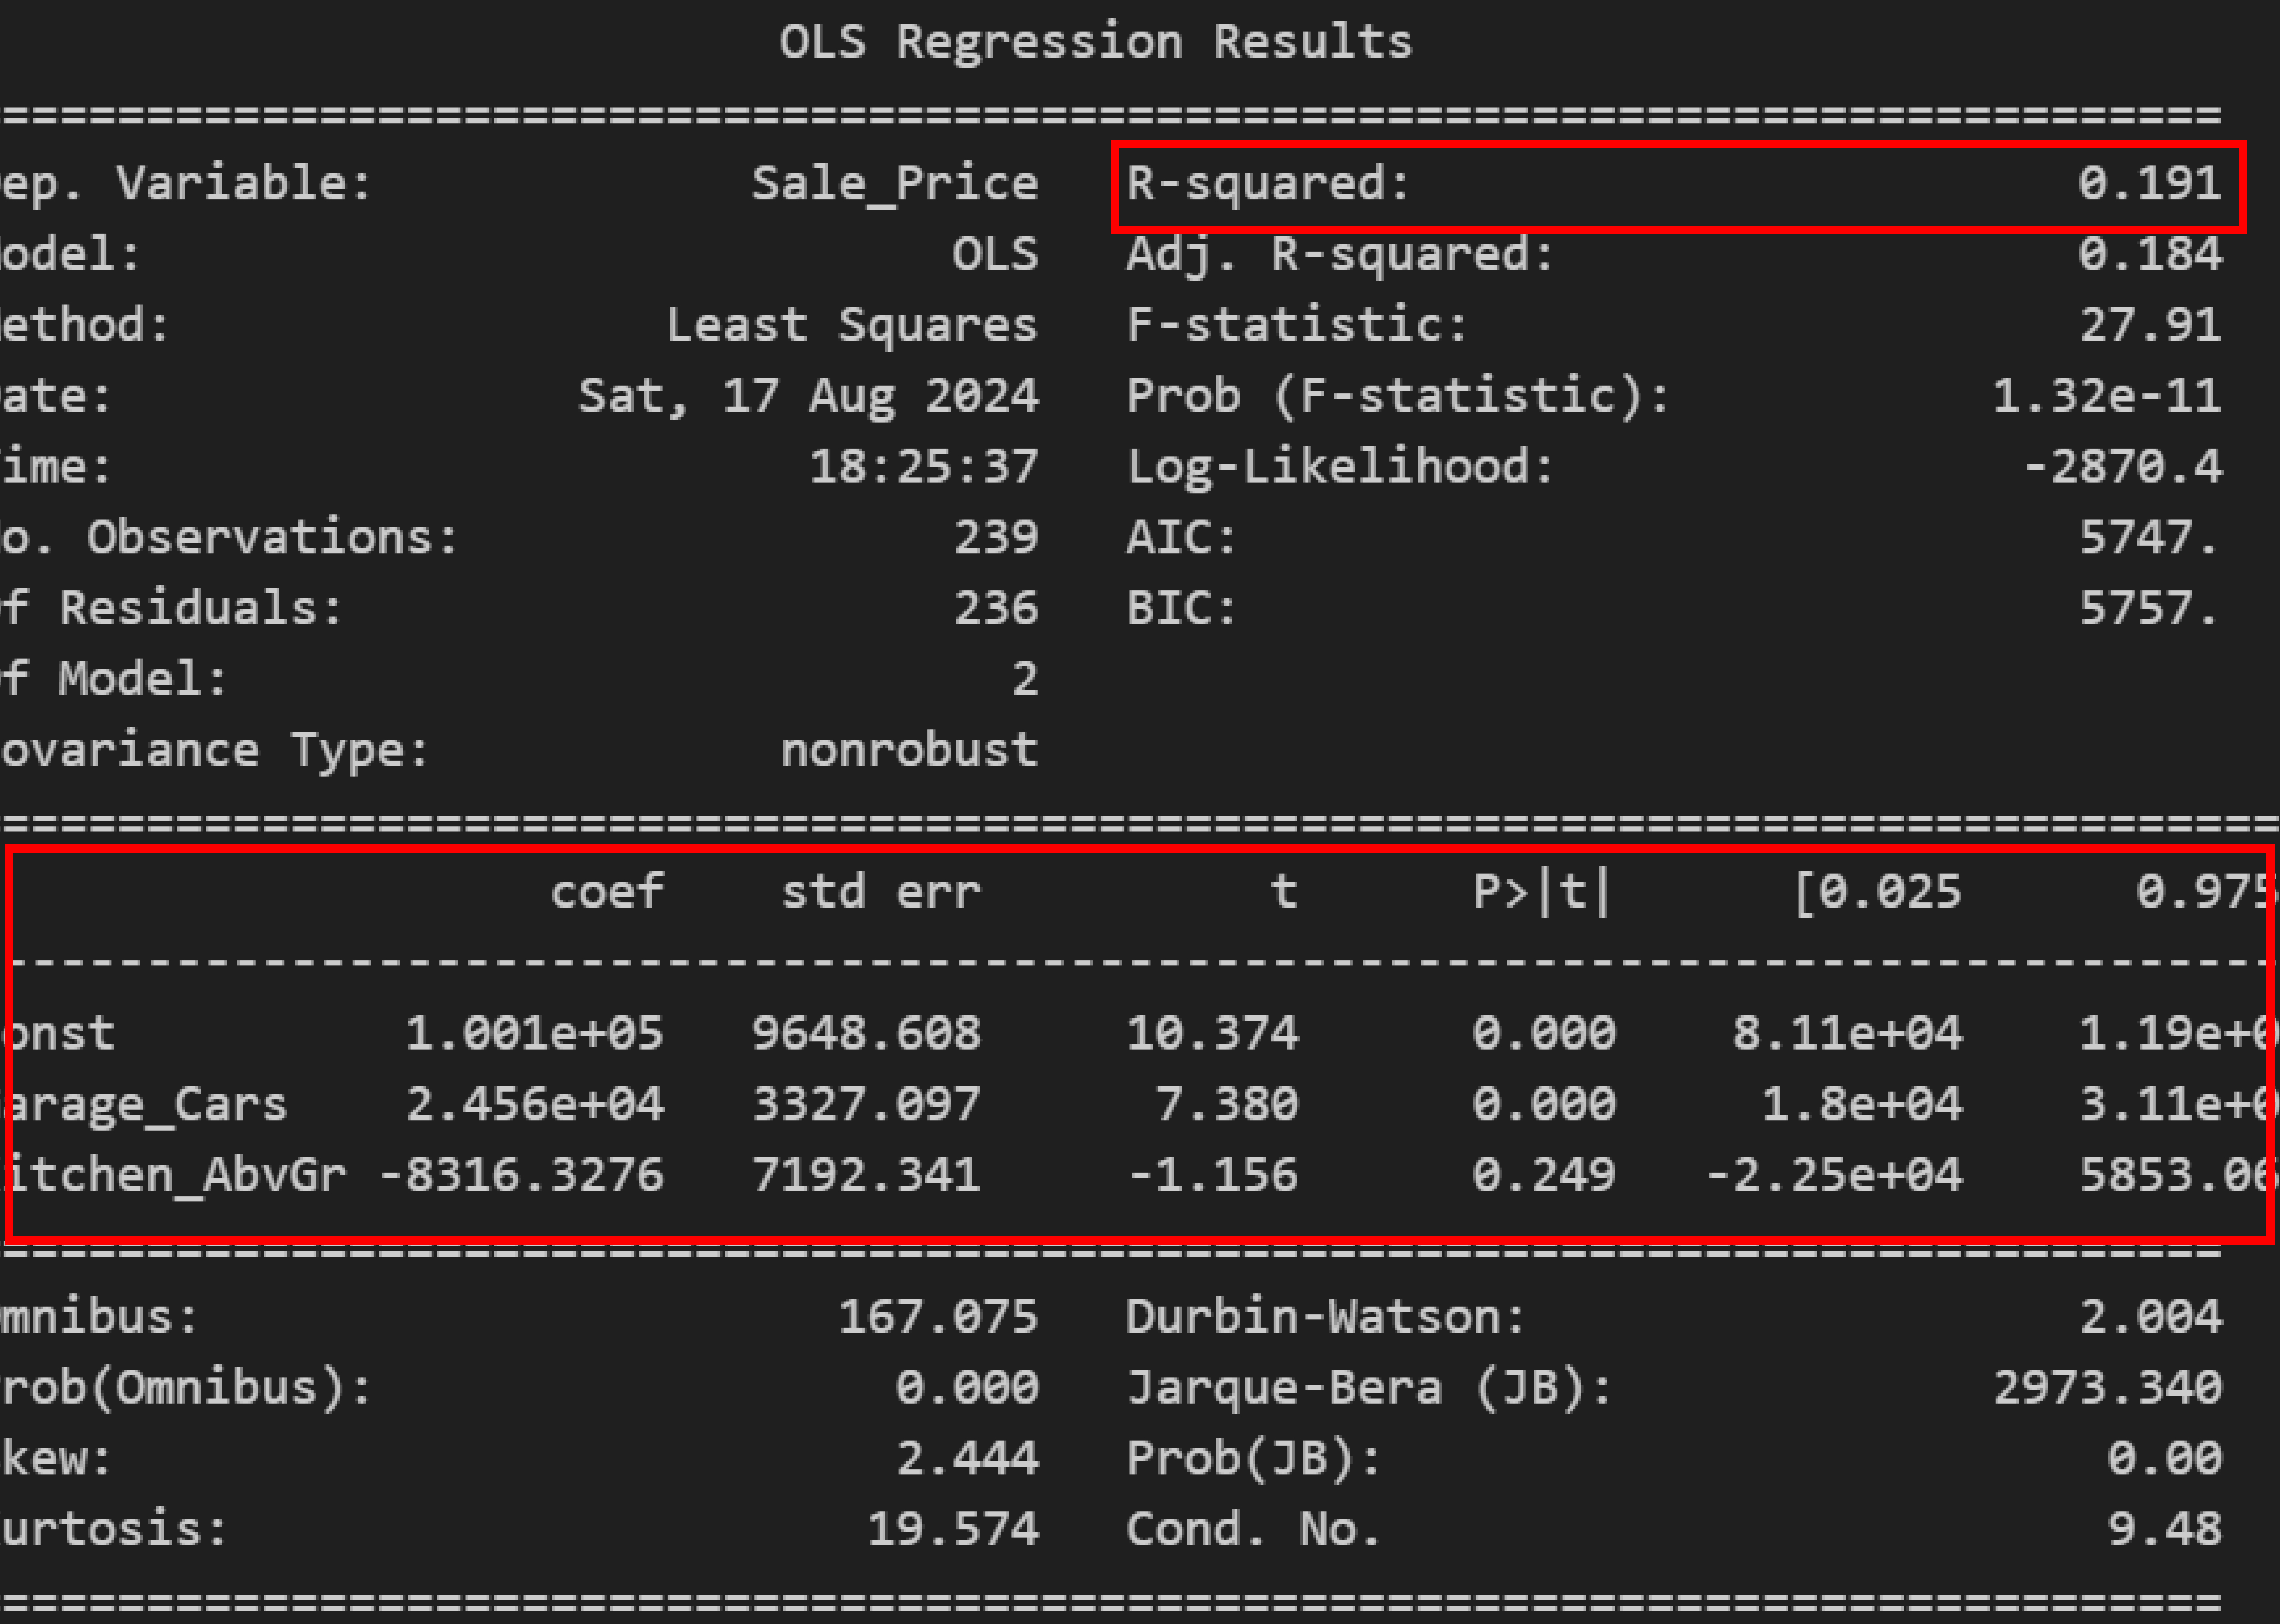 OLS Regression Results
==============================================================================
ep. Variable: Sale_Price R-squared: 0.191
odel: OLS Adj. R-squared: 0.184
ethod: Least Squares F-statistic: 27.91
ate: Sat, 17 Aug 2024 Prob (F-statistic): 1.32e-11
ime: 18:25:37 Log-Likelihood: -2870.4
o. Observations: 239 AIC: 5747.
f Residuals: 236 BIC: 5757.
f Model: 2
ovariance Type: nonrobust
================================================================================
coef std err t P>|t| [0.025 0.975
--------------------------------------------------------------------------------
onst 1.001e+05 9648.608 10.374 0.000 8.11e+04 1.19e+0
arage_Cars 2.456e+04 3327.097 7.380 0.000 1.8e+04 3.11e+0
itchen_AbvGr -8316.3276 7192.341 -1.156 0.249 -2.25e+04 5853.06
==============================================================================
mnibus: 167.075 Durbin-Watson: 2.004
rob(Omnibus): 0.000 Jarque-Bera (JB): 2973.340
kew: 2.444 Prob(JB): 0.00
urtosis: 19.574 Cond. No. 9.48
==============================================================================